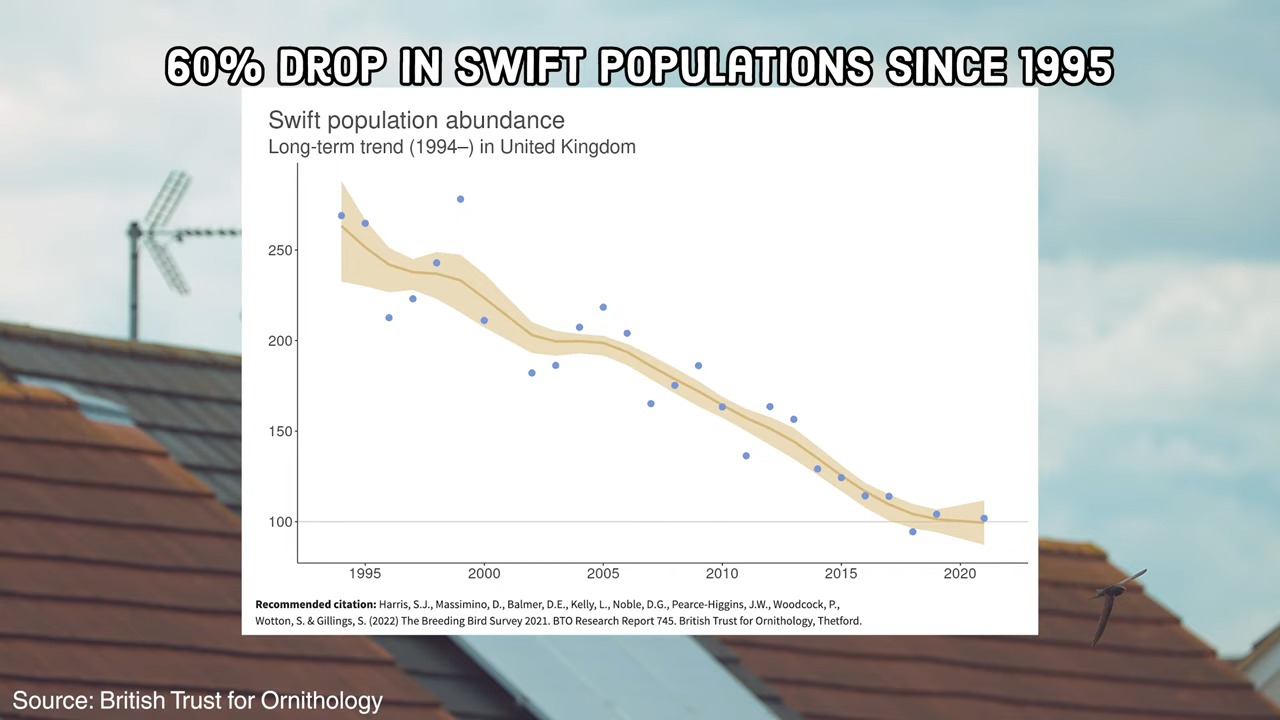 60% DROP IN SWIFT POPULATIONS SINCE 1995
Swift population abundance
Long-term trend (1994–) in United Kingdom
250
200
150
100
1995 2000 2005 2010 2015 2020
Recommended citation: Harris, S.J., Massimino, D., Balmer, D.E., Kelly, L., Noble, D.G., Pearce-Higgins, J.W., Woodcock, P.,
Wotton, S. & Gillings, S. (2022) The Breeding Bird Survey 2021. BTO Research Report 745. British Trust for Ornithology, Thetford.
Source: British Trust for Ornithology